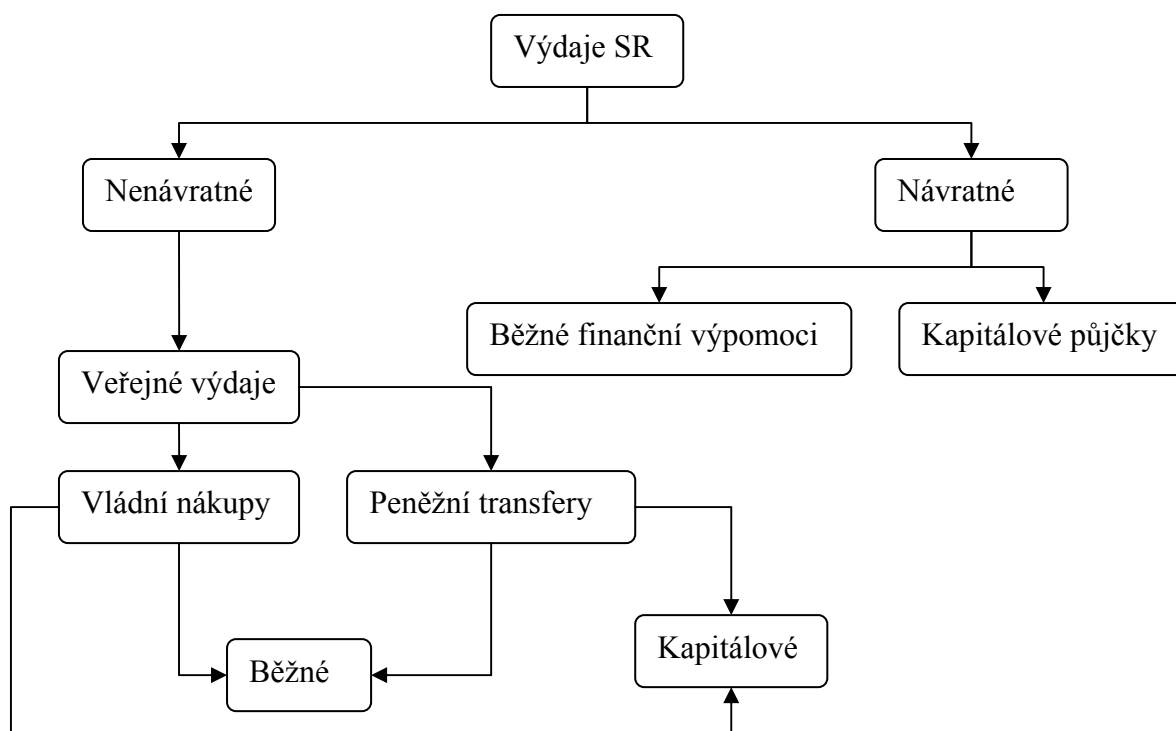 Výdaje SR
Nenávratné
Návratné
Běžné finanční výpomoci
Kapitálové půjčky
Veřejné výdaje
Vládní nákupy
Peněžní transfery
Kapitálové
Běžné